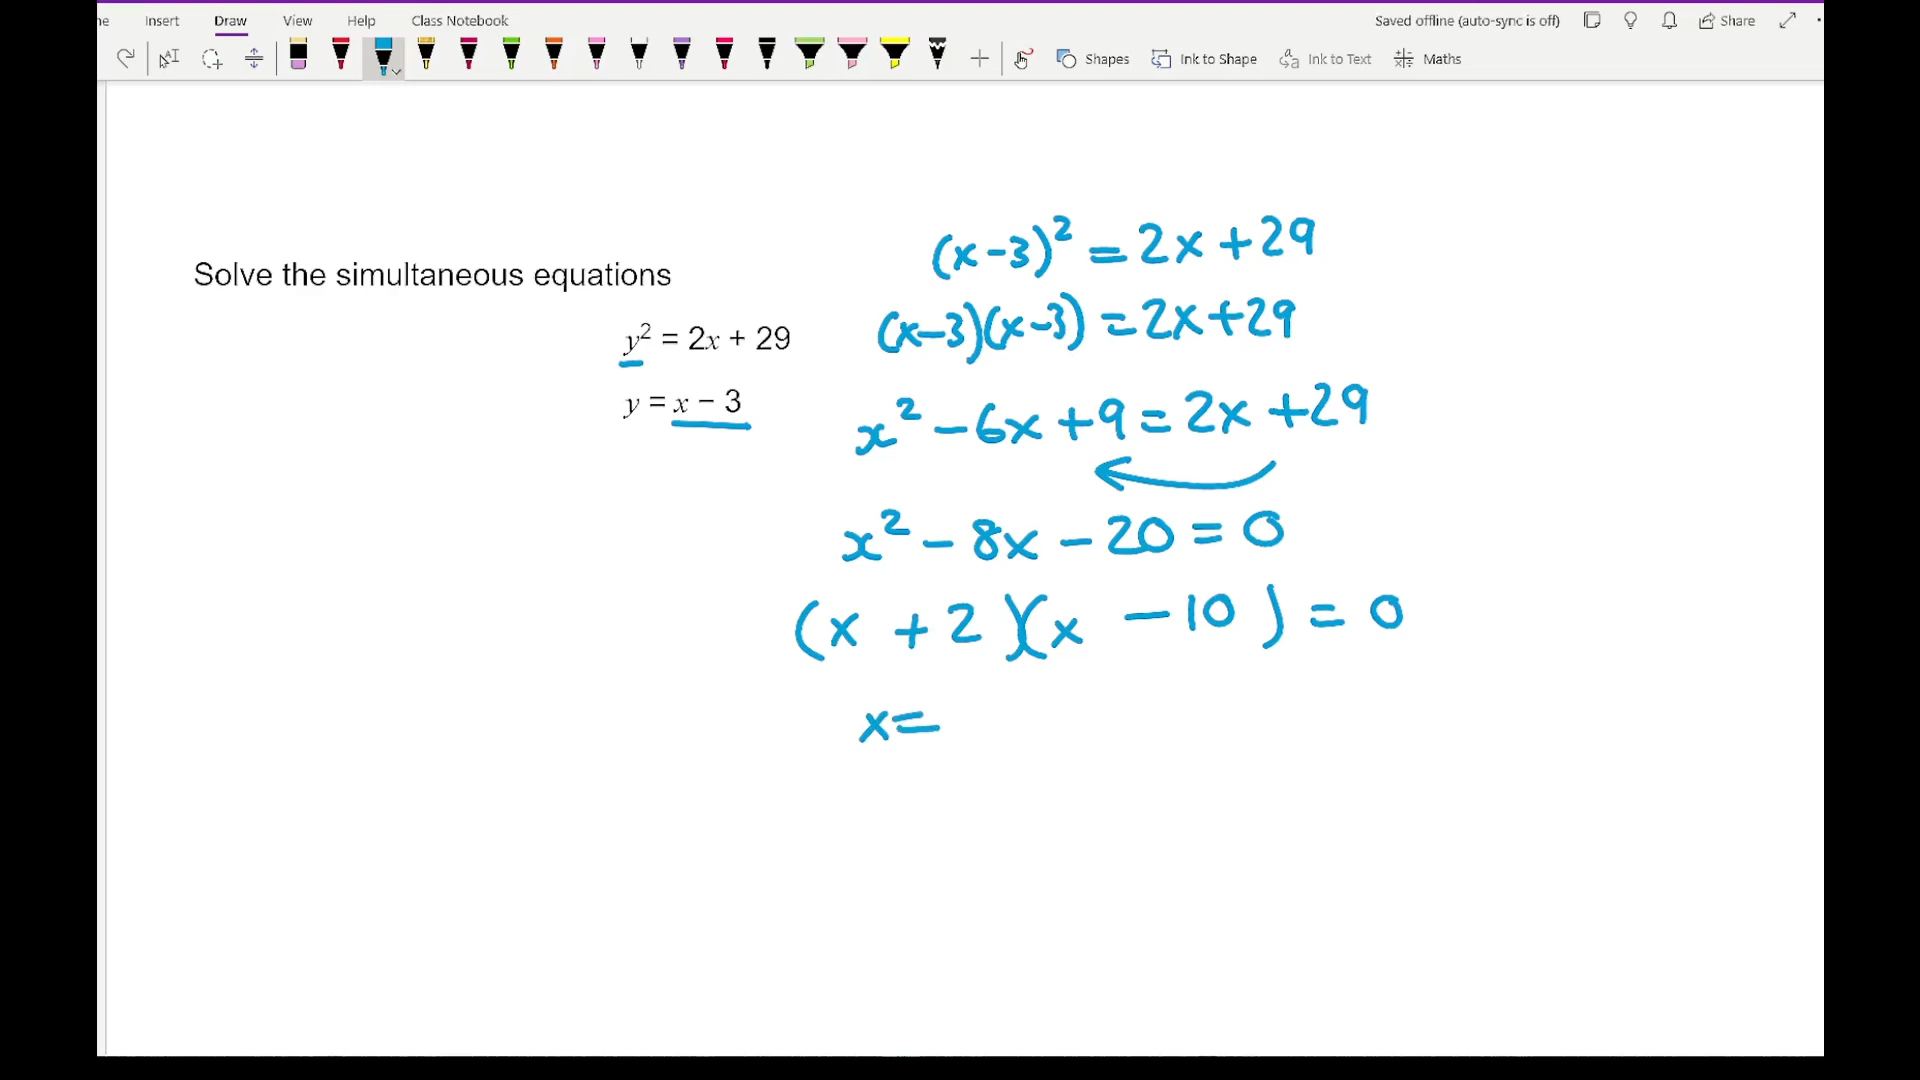 Insert Draw View Help Class Notebook Saved offline (auto-sync is off) Share
Shapes Ink to Shape Ink to Text Maths
Solve the simultaneous equations
y² = 2x + 29
y = x − 3
(x-3)² = 2x+29
(x-3)(x-3) = 2x+29
x² - 6x + 9 = 2x + 29
x² - 8x - 20 = 0
(x + 2)(x - 10) = 0
x=